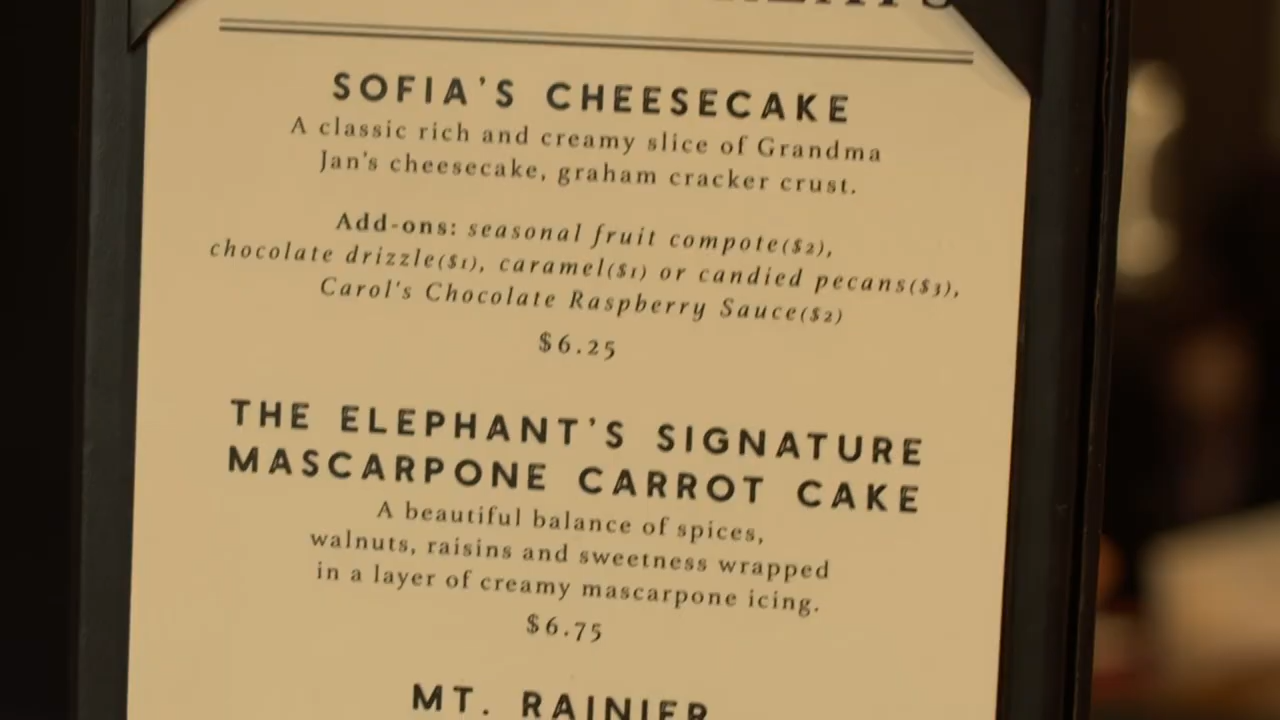 SOFIA'S CHEESECAKE
A classic rich and creamy slice of Grandma
Jan's cheesecake, graham cracker crust.
Add-ons: seasonal fruit compote($2),
chocolate drizzle($1), caramel($1) or candied pecans($3),
Carol's Chocolate Raspberry Sauce($2)
$6.25
THE ELEPHANT'S SIGNATURE
MASCARPONE CARROT CAKE
A beautiful balance of spices,
walnuts, raisins and sweetness wrapped
in a layer of creamy mascarpone icing.
$6.75
MT. RAINIER